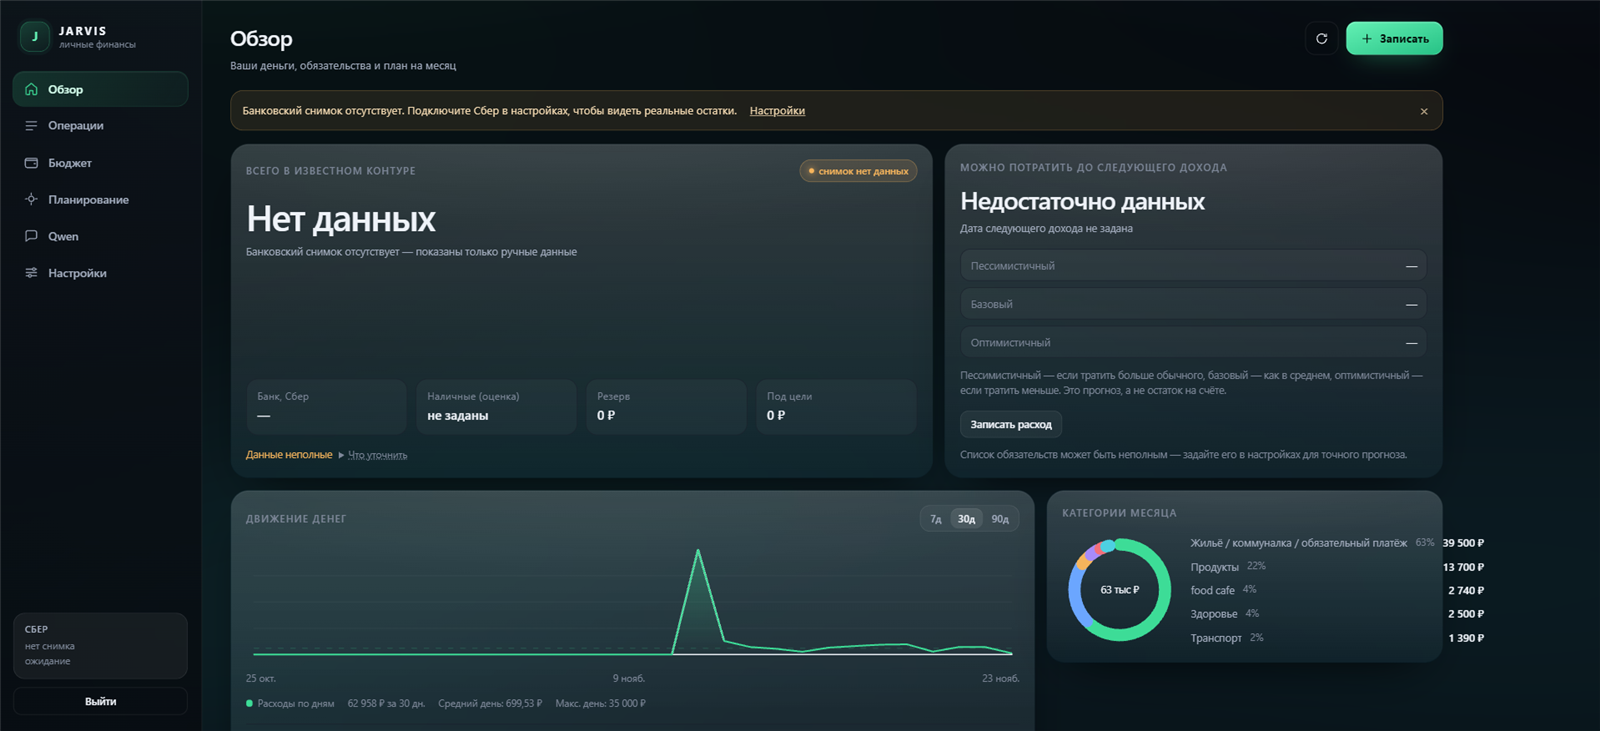 J
JARVIS
личные финансы
Обзор
Операции
Бюджет
Планирование
Qwen
Настройки
СБЕР
нет снимка
ожидание
Выйти
Обзор
Ваши деньги, обязательства и план на месяц
+ Записать
Банковский снимок отсутствует. Подключите Сбер в настройках, чтобы видеть реальные остатки. Настройки ×
ВСЕГО В ИЗВЕСТНОМ КОНТУРЕ
снимок нет данных
Нет данных
Банковский снимок отсутствует — показаны только ручные данные
Банк, Сбер
—
Наличные (оценка)
не заданы
Резерв
0 ₽
Под цели
0 ₽
Данные неполные ▶ Что уточнить
МОЖНО ПОТРАТИТЬ ДО СЛЕДУЮЩЕГО ДОХОДА
Недостаточно данных
Дата следующего дохода не задана
Пессимистичный —
Базовый —
Оптимистичный —
Пессимистичный — если тратить больше обычного, базовый — как в среднем, оптимистичный —
если тратить меньше. Это прогноз, а не остаток на счёте.
Записать расход
Список обязательств может быть неполным — задайте его в настройках для точного прогноза.
ДВИЖЕНИЕ ДЕНЕГ
7д 30д 90д
25 окт. 9 нояб. 23 нояб.
Расходы по дням 62 958 ₽ за 30 дн. Средний день: 699,53 ₽ Макс. день: 35 000 ₽
КАТЕГОРИИ МЕСЯЦА
63 тыс ₽
Жильё / коммуналка / обязательный платёж 63% 39 500 ₽
Продукты 22% 13 700 ₽
food cafe 4% 2 740 ₽
Здоровье 4% 2 500 ₽
Транспорт 2% 1 390 ₽